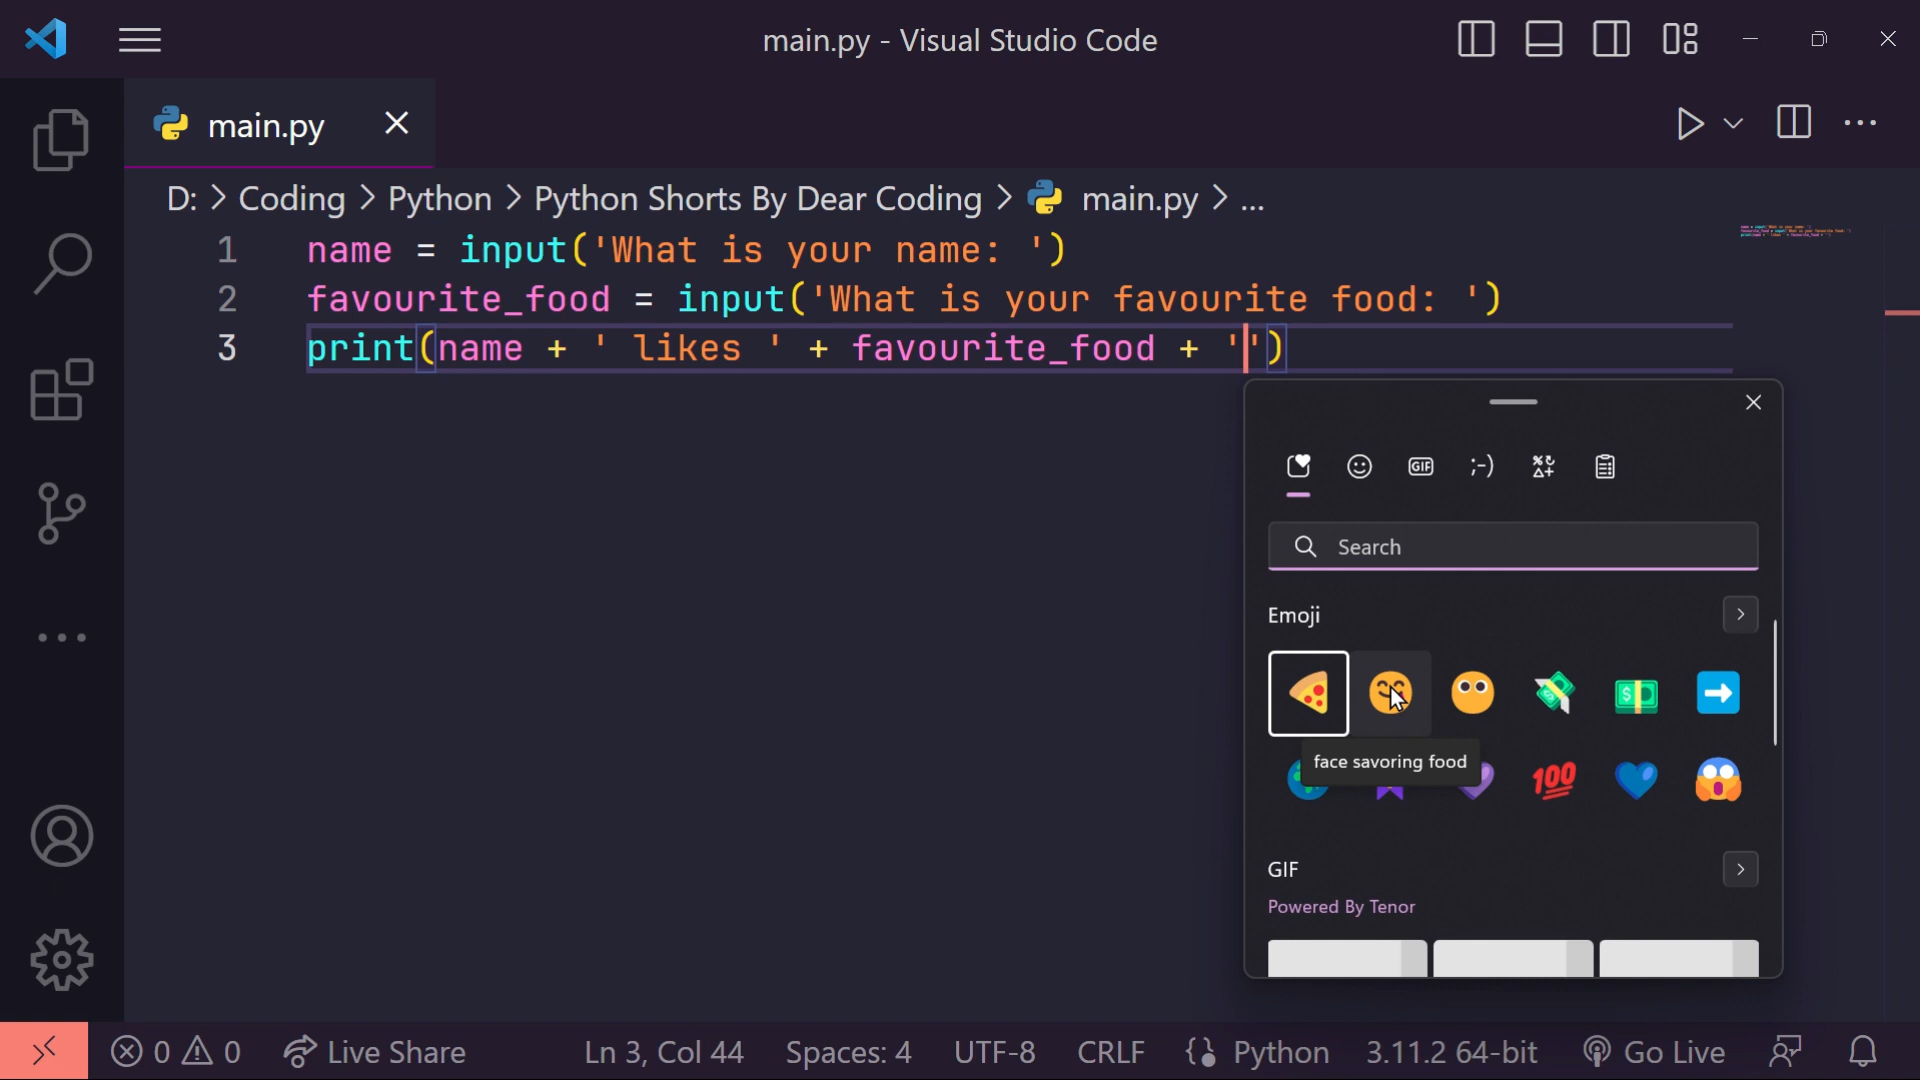 main.py - Visual Studio Code
main.py
D: > Coding > Python > Python Shorts By Dear Coding > main.py > ...
1 name = input('What is your name: ')
2 favourite_food = input('What is your favourite food: ')
3 print(name + ' likes ' + favourite_food + '')
GIF ;-)
Search
Emoji
face savoring food
100
GIF
Powered By Tenor
0 0 Live Share Ln 3, Col 44 Spaces: 4 UTF-8 CRLF Python 3.11.2 64-bit Go Live